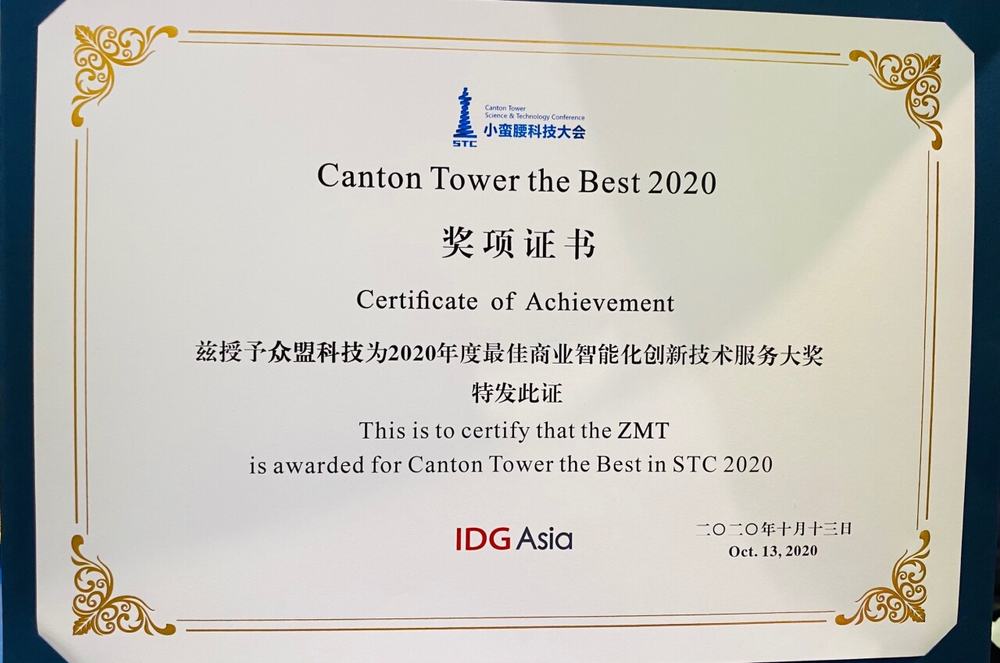 Canton Tower
Science & Technology Conference
小蛮腰科技大会
STC
Canton Tower the Best 2020
奖项证书
Certificate of Achievement
兹授予众盟科技为2020年度最佳商业智能化创新技术服务大奖
特发此证
This is to certify that the ZMT
is awarded for Canton Tower the Best in STC 2020
IDG Asia
二〇二〇年十月十三日
Oct. 13, 2020